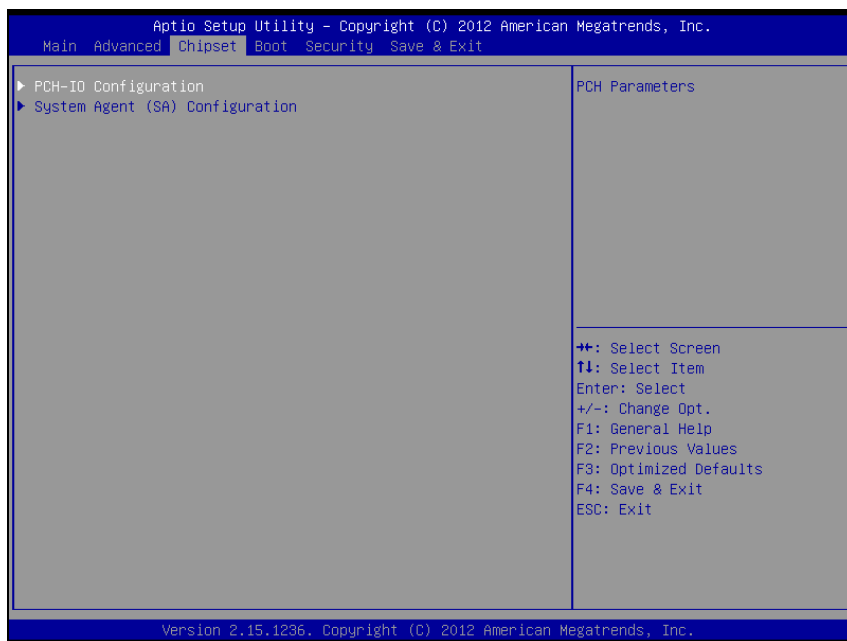 Aptio Setup Utility – Copyright (C) 2012 American Megatrends, Inc.
Main Advanced Chipset Boot Security Save & Exit
▶ PCH-IO Configuration
▶ System Agent (SA) Configuration
PCH Parameters
→←: Select Screen
↑↓: Select Item
Enter: Select
+/-: Change Opt.
F1: General Help
F2: Previous Values
F3: Optimized Defaults
F4: Save & Exit
ESC: Exit
Version 2.15.1236. Copyright (C) 2012 American Megatrends, Inc.